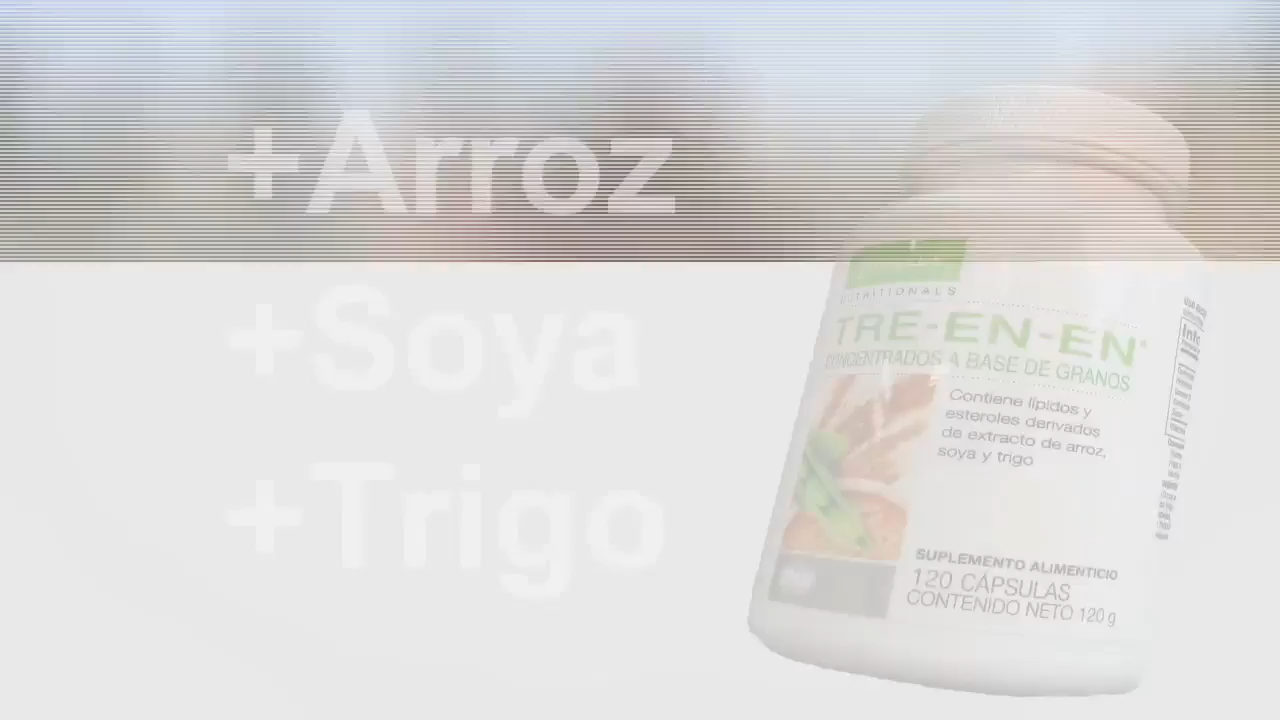 +Arroz
+Soya
+Trigo
NUTRITIONALS
TRE-EN-EN
CONCENTRADOS A BASE DE GRANOS
Contiene lípidos y
esteroles derivados
de extracto de arroz,
soya y trigo
SUPLEMENTO ALIMENTICIO
120 CÁPSULAS
CONTENIDO NETO 120 g